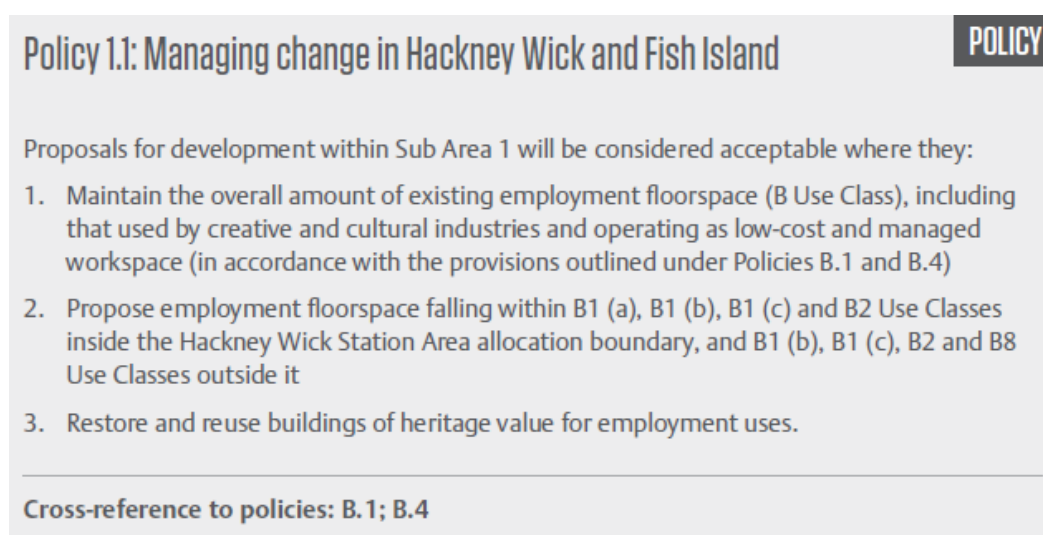 Policy 1.1: Managing change in Hackney Wick and Fish Island
POLICY
Proposals for development within Sub Area 1 will be considered acceptable where they:
1. Maintain the overall amount of existing employment floorspace (B Use Class), including
that used by creative and cultural industries and operating as low-cost and managed
workspace (in accordance with the provisions outlined under Policies B.1 and B.4)
2. Propose employment floorspace falling within B1 (a), B1 (b), B1 (c) and B2 Use Classes
inside the Hackney Wick Station Area allocation boundary, and B1 (b), B1 (c), B2 and B8
Use Classes outside it
3. Restore and reuse buildings of heritage value for employment uses.
Cross-reference to policies: B.1; B.4